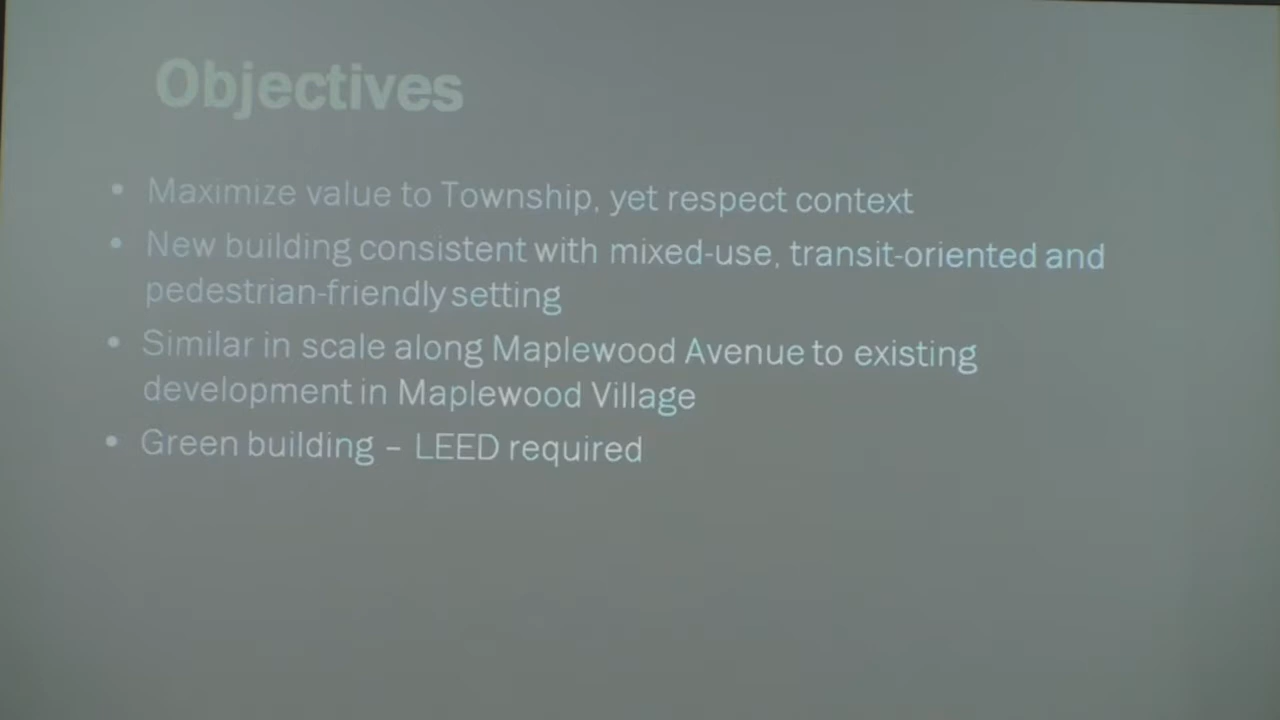 Objectives
• Maximize value to Township, yet respect context
• New building consistent with mixed-use, transit-oriented and
pedestrian-friendly setting
• Similar in scale along Maplewood Avenue to existing
development in Maplewood Village
• Green building – LEED required